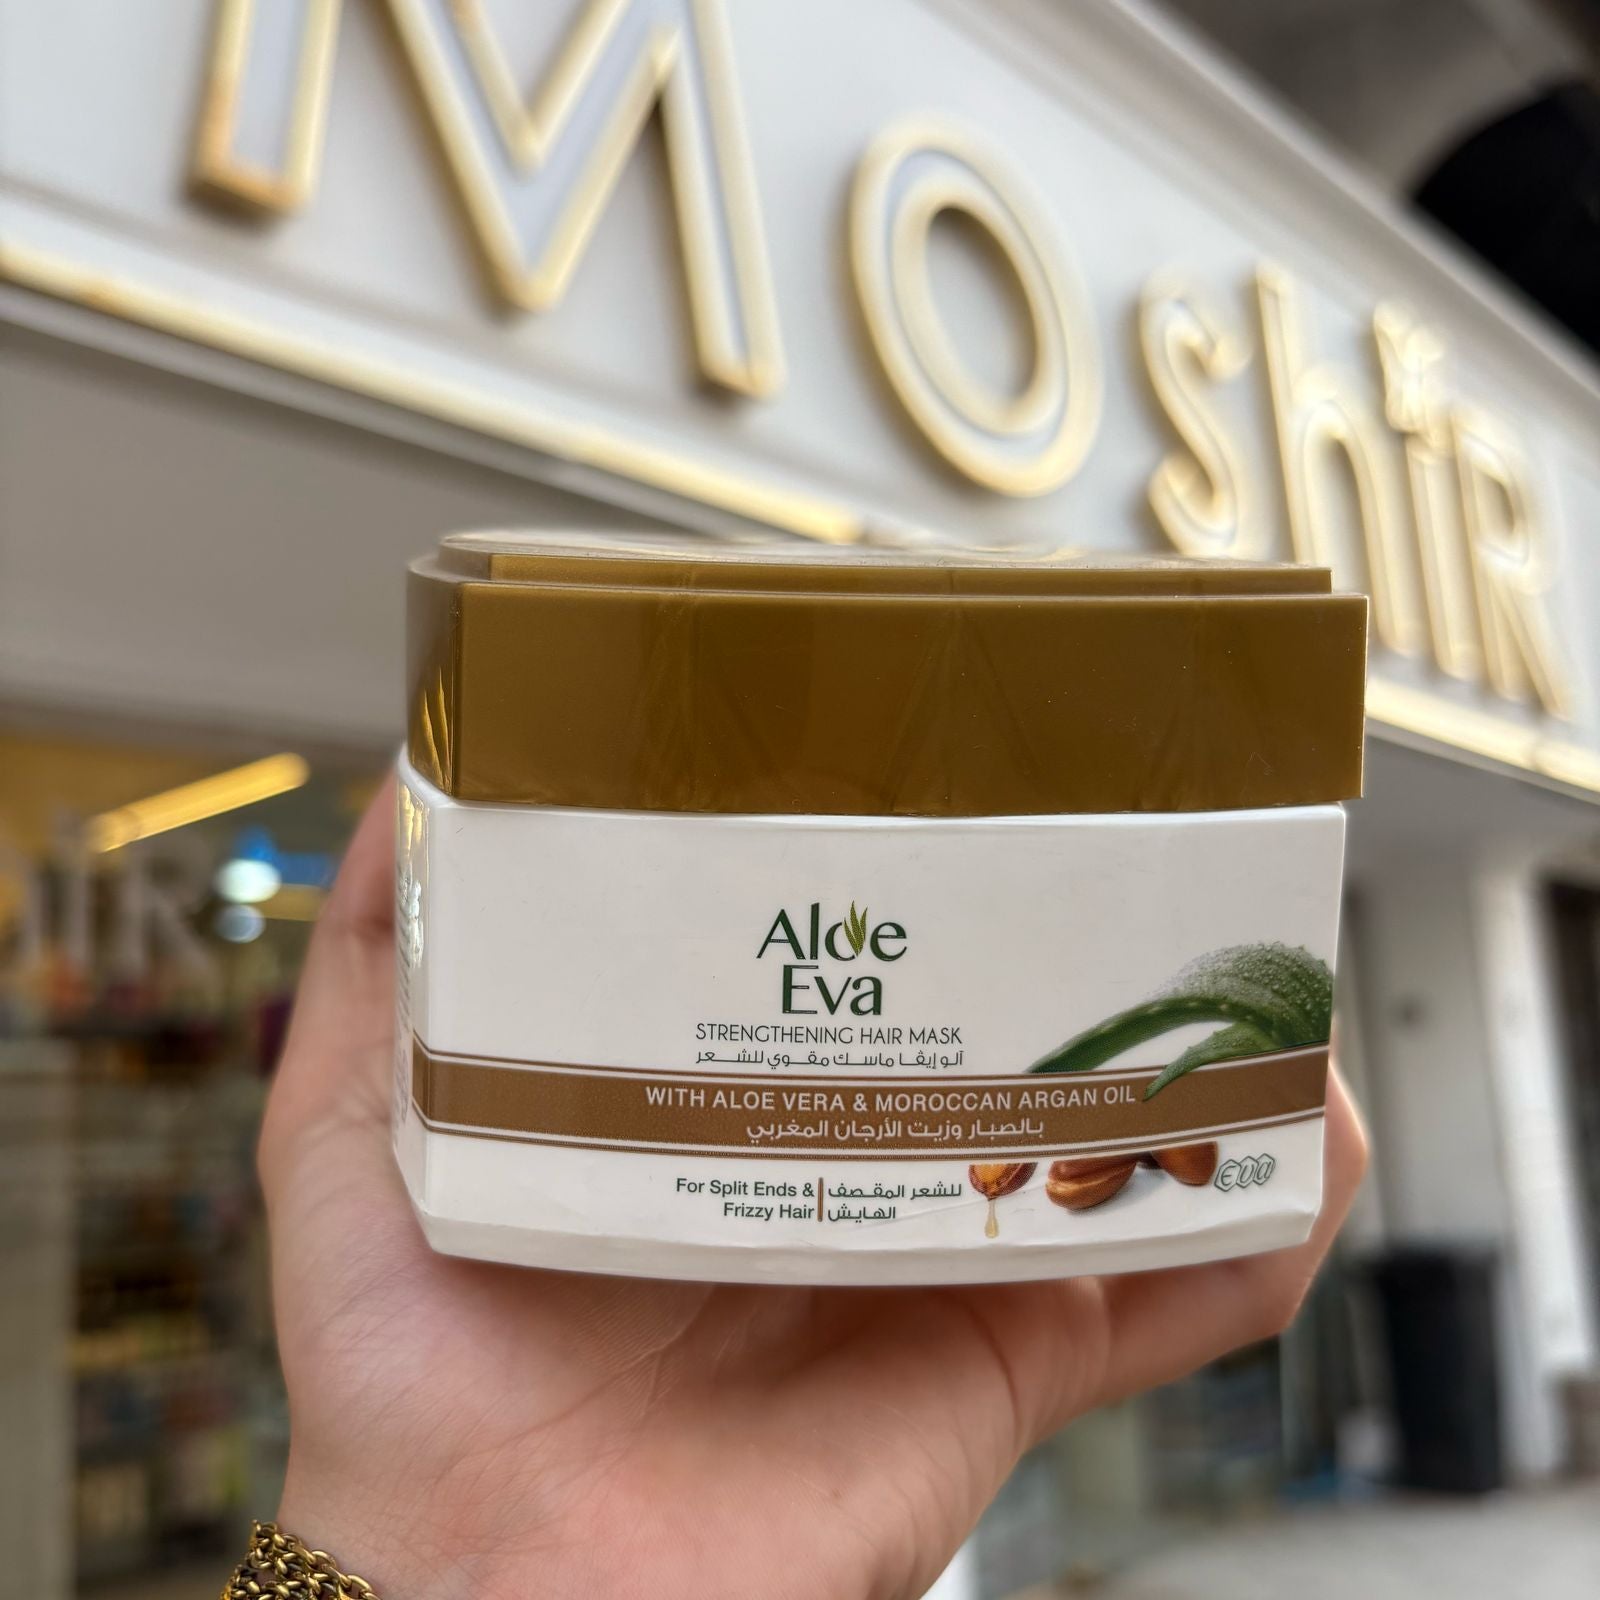 MoshiR
Aloe
Eva
STRENGTHENING HAIR MASK
آلو إيڤا ماسك مقوي للشعر
WITH ALOE VERA & MOROCCAN ARGAN OIL
بالصبار وزيت الأرجان المغربي
For Split Ends &
Frizzy Hair
للشعر المقصف
الهايش
Eva